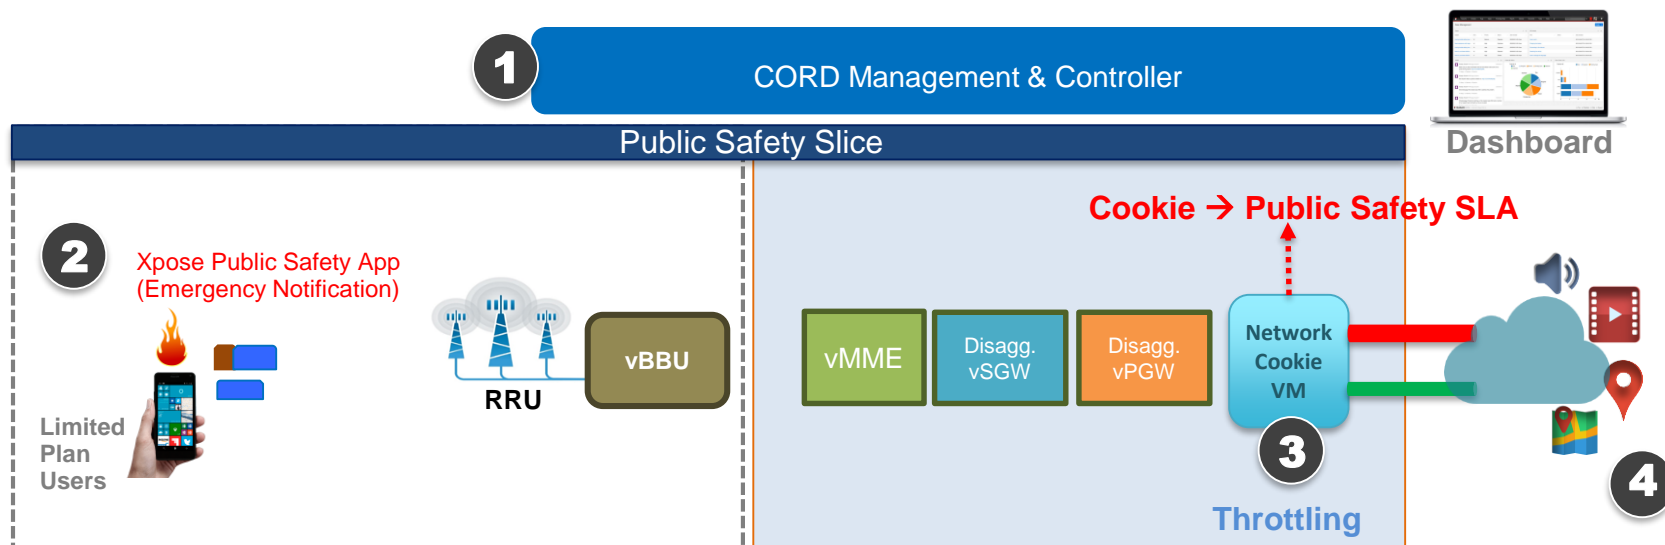 1
CORD Management & Controller
Dashboard
Public Safety Slice
Cookie → Public Safety SLA
2
Xpose Public Safety App
(Emergency Notification)
Limited
Plan
Users
RRU
vBBU
vMME
Disagg.
vSGW
Disagg.
vPGW
Network
Cookie
VM
3
Throttling
4